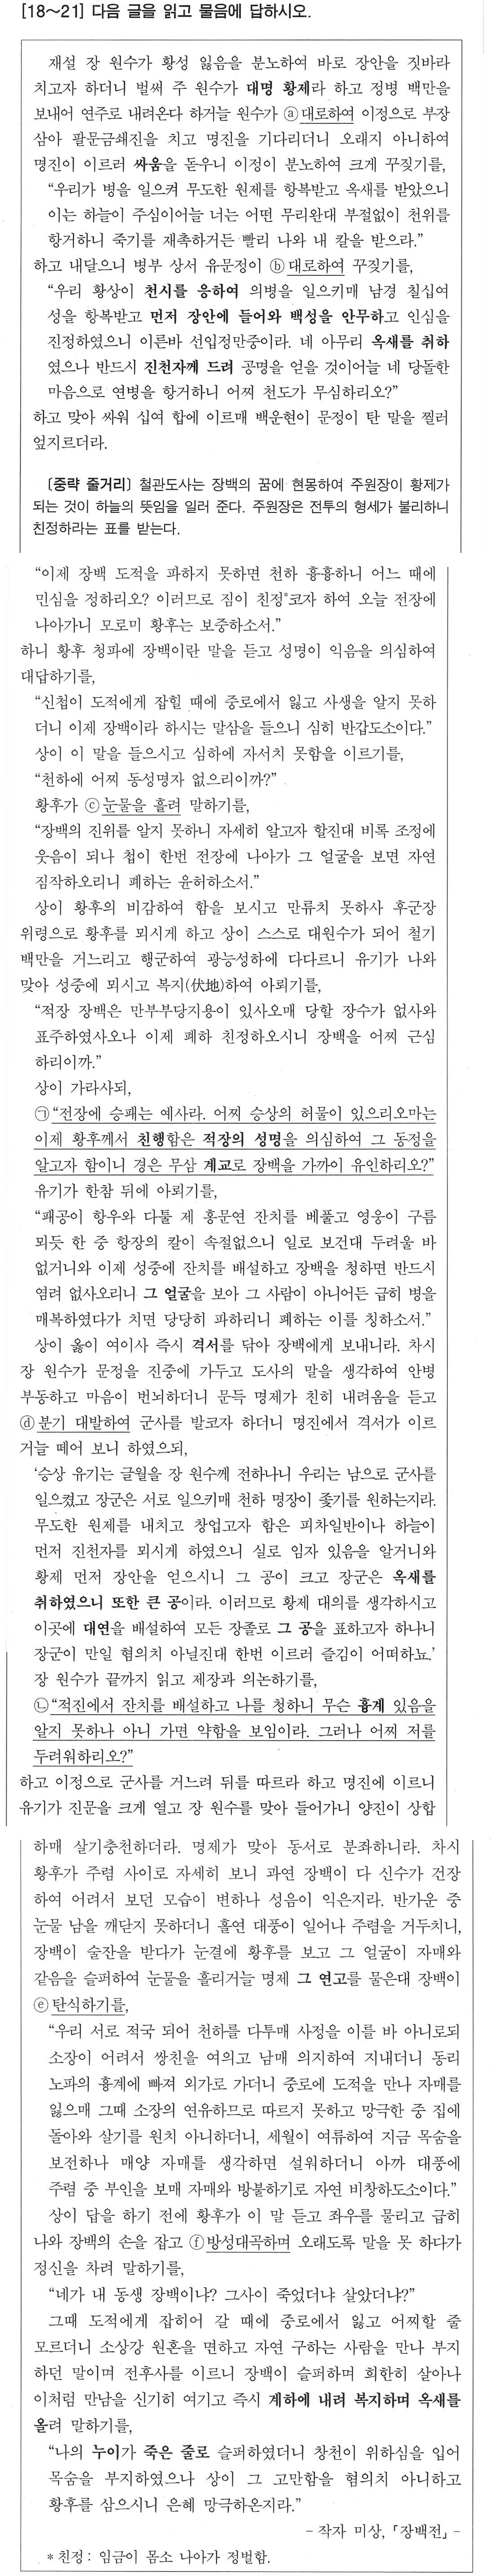 [18~21] 다음 글을 읽고 물음에 답하시오.
재설 장 원수가 황성 잃음을 분노하여 바로 장안을 짓바라
치고자 하더니 벌써 주 원수가 대명 황제라 하고 정병 백만을
보내어 연주로 내려온다 하거늘 원수가 ⓐ대로하여 이정으로 부장
삼아 팔문금쇄진을 치고 명진을 기다리더니 오래지 아니하여
명진이 이르러 싸움을 돋우니 이정이 분노하여 크게 꾸짖기를,
“우리가 병을 일으켜 무도한 원제를 항복받고 옥새를 받았으니
이는 하늘이 주심이어늘 너는 어떤 무리완대 부절없이 천위를
항거하니 죽기를 재촉하거든 빨리 나와 내 칼을 받으라.”
하고 내달으니 병부 상서 유문정이 ⓑ대로하여 꾸짖기를,
“우리 황상이 천시를 응하여 의병을 일으키매 남경 칠십여
성을 항복받고 먼저 장안에 들어와 백성을 안무하고 인심을
진정하였으니 이른바 선입정만중이라. 네 아무리 옥새를 취하
였으나 반드시 진천자께 드려 공명을 얻을 것이어늘 네 당돌한
마음으로 연병을 항거하니 어찌 천도가 무심하리오?”
하고 맞아 싸워 십여 합에 이르매 백운현이 문정이 탄 말을 찔러
엎지르더라.
[중략 줄거리] 철관도사는 장백의 꿈에 현몽하여 주원장이 황제가
되는 것이 하늘의 뜻임을 일러 준다. 주원장은 전투의 형세가 불리하니
친정하라는 표를 받는다.
“이제 장백 도적을 파하지 못하면 천하 흉흉하니 어느 때에
민심을 정하리오? 이러므로 짐이 친정*코자 하여 오늘 전장에
나아가니 모로미 황후는 보중하소서.”
하니 황후 청파에 장백이란 말을 듣고 성명이 익음을 의심하여
대답하기를,
“신첩이 도적에게 잡힐 때에 중로에서 잃고 사생을 알지 못하
더니 이제 장백이라 하시는 말삼을 들으니 심히 반갑도소이다.”
상이 이 말을 들으시고 심하에 자서치 못함을 이르기를,
“천하에 어찌 동성명자 없으리이까?”
황후가 ⓒ눈물을 흘려 말하기를,
“장백의 진위를 알지 못하니 자세히 알고자 할진대 비록 조정에
웃음이 되나 첩이 한번 전장에 나아가 그 얼굴을 보면 자연
짐작하오리니 폐하는 윤허하소서.”
상이 황후의 비감하여 함을 보시고 만류치 못하사 후군장
위령으로 황후를 뫼시게 하고 상이 스스로 대원수가 되어 철기
백만을 거느리고 행군하여 광능성하에 다다르니 유기가 나와
맞아 성중에 뫼시고 복지(伏地)하여 아뢰기를,
“적장 장백은 만부부당지용이 있사오매 당할 장수가 없사와
표주하였사오나 이제 폐하 친정하오시니 장백을 어찌 근심
하리이까.”
상이 가라사되,
㉠“전장에 승패는 예사라. 어찌 승상의 허물이 있으리오마는
이제 황후께서 친행함은 적장의 성명을 의심하여 그 동정을
알고자 함이니 경은 무삼 계교로 장백을 가까이 유인하리오?”
유기가 한참 뒤에 아뢰기를,
“패공이 항우와 다툴 제 홍문연 잔치를 베풀고 영웅이 구름
뫼듯 한 중 항장의 칼이 속절없으니 일로 보건대 두려울 바
없거니와 이제 성중에 잔치를 배설하고 장백을 청하면 반드시
염려 없사오리니 그 얼굴을 보아 그 사람이 아니어든 급히 병을
매복하였다가 치면 당당히 파하리니 폐하는 이를 칭하소서.”
상이 옳이 여이사 즉시 격서를 닦아 장백에게 보내니라. 차시
장 원수가 문정을 진중에 가두고 도사의 말을 생각하여 안병
부동하고 마음이 번뇌하더니 문득 명제가 친히 내려옴을 듣고
ⓓ분기 대발하여 군사를 발코자 하더니 명진에서 격서가 이르
거늘 떼어 보니 하였으되,
‘승상 유기는 글월을 장 원수께 전하나니 우리는 남으로 군사를
일으켰고 장군은 서로 일으키매 천하 명장이 좇기를 원하는지라.
무도한 원제를 내치고 창업고자 함은 피차일반이나 하늘이
먼저 진천자를 뫼시게 하였으니 실로 임자 있음을 알거니와
황제 먼저 장안을 얻으시니 그 공이 크고 장군은 옥새를
취하였으니 또한 큰 공이라. 이러므로 황제 대의를 생각하시고
이곳에 대연을 배설하여 모든 장졸로 그 공을 표하고자 하나니
장군이 만일 혐의치 아닐진대 한번 이르러 즐김이 어떠하뇨.’
장 원수가 끝까지 읽고 제장과 의논하기를,
㉡“적진에서 잔치를 배설하고 나를 청하니 무슨 흉계 있음을
알지 못하나 아니 가면 약함을 보임이라. 그러나 어찌 저를
두려워하리오?”
하고 이정으로 군사를 거느려 뒤를 따르라 하고 명진에 이르니
유기가 진문을 크게 열고 장 원수를 맞아 들어가니 양진이 상합
하매 살기충천하더라. 명제가 맞아 동서로 분좌하니라. 차시
황후가 주렴 사이로 자세히 보니 과연 장백이 다 신수가 건장
하여 어려서 보던 모습이 변하나 성음이 익은지라. 반가운 중
눈물 남을 깨닫지 못하더니 홀연 대풍이 일어나 주렴을 거두치니,
장백이 술잔을 받다가 눈결에 황후를 보고 그 얼굴이 자매와
같음을 슬퍼하여 눈물을 흘리거늘 명제 그 연고를 물은대 장백이
ⓔ탄식하기를,
“우리 서로 적국 되어 천하를 다투매 사정을 이를 바 아니로되
소장이 어려서 쌍친을 여의고 남매 의지하여 지내더니 동리
노파의 흉계에 빠져 외가로 가더니 중로에 도적을 만나 자매를
잃으매 그때 소장의 연유하므로 따르지 못하고 망극한 중 집에
돌아와 살기를 원치 아니하더니, 세월이 여류하여 지금 목숨을
보전하나 매양 자매를 생각하면 설워하더니 아까 대풍에
주렴 중 부인을 보매 자매와 방불하기로 자연 비창하도소이다.”
상이 답을 하기 전에 황후가 이 말 듣고 좌우를 물리고 급히
나와 장백의 손을 잡고 ⓕ방성대곡하며 오래도록 말을 못 하다가
정신을 차려 말하기를,
“네가 내 동생 장백이냐? 그사이 죽었더냐 살았더냐?”
그때 도적에게 잡히어 갈 때에 중로에서 잃고 어찌할 줄
모르더니 소상강 원혼을 면하고 자연 구하는 사람을 만나 부지
하던 말이며 전후사를 이르니 장백이 슬퍼하며 희한히 살아나
이처럼 만남을 신기히 여기고 즉시 계하에 내려 복지하며 옥새를
올려 말하기를,
“나의 누이가 죽은 줄로 슬퍼하였더니 창천이 위하심을 입어
목숨을 부지하였으나 상이 그 고만함을 혐의치 아니하고
황후를 삼으시니 은혜 망극하온지라.”
- 작자 미상, 「장백전」-
* 친정 : 임금이 몸소 나아가 정벌함.